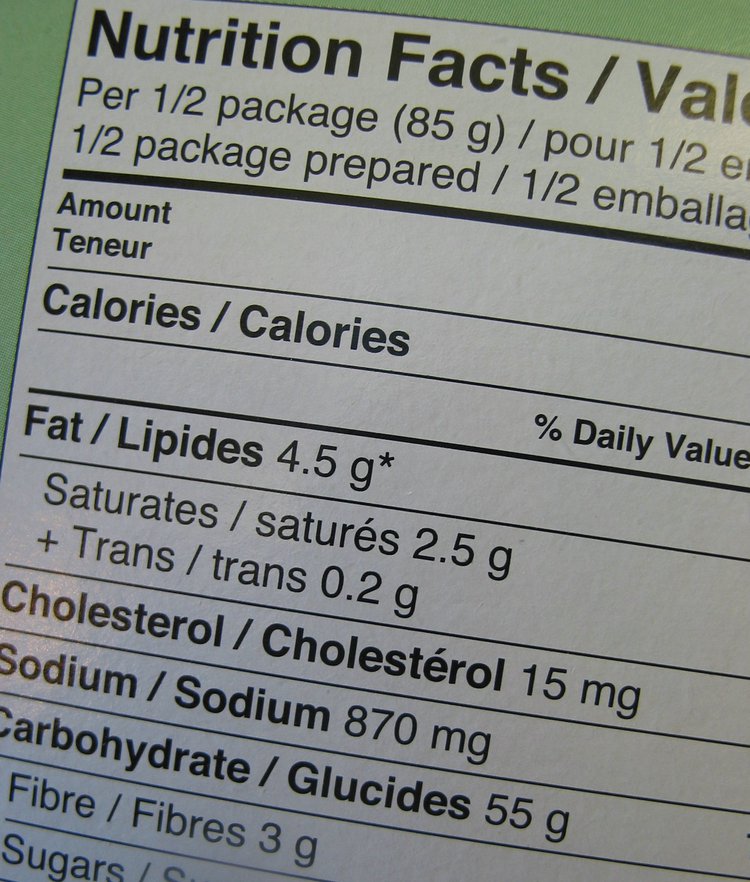 Nutrition Facts /
Per 1/2 package (85 g) / pour 1/2
1/2 package prepared / 1/2
Amount
Teneur
Calories / Calories
% Daily Value
Fat / Lipides 4.5 g*
Saturates / saturés 2.5 g
+ Trans / trans 0.2 g
Cholesterol / Cholestérol 15 mg
Sodium / Sodium 870 mg
Carbohydrate / Glucides 55 g
Fibre / Fibres 3 g
Sugars /